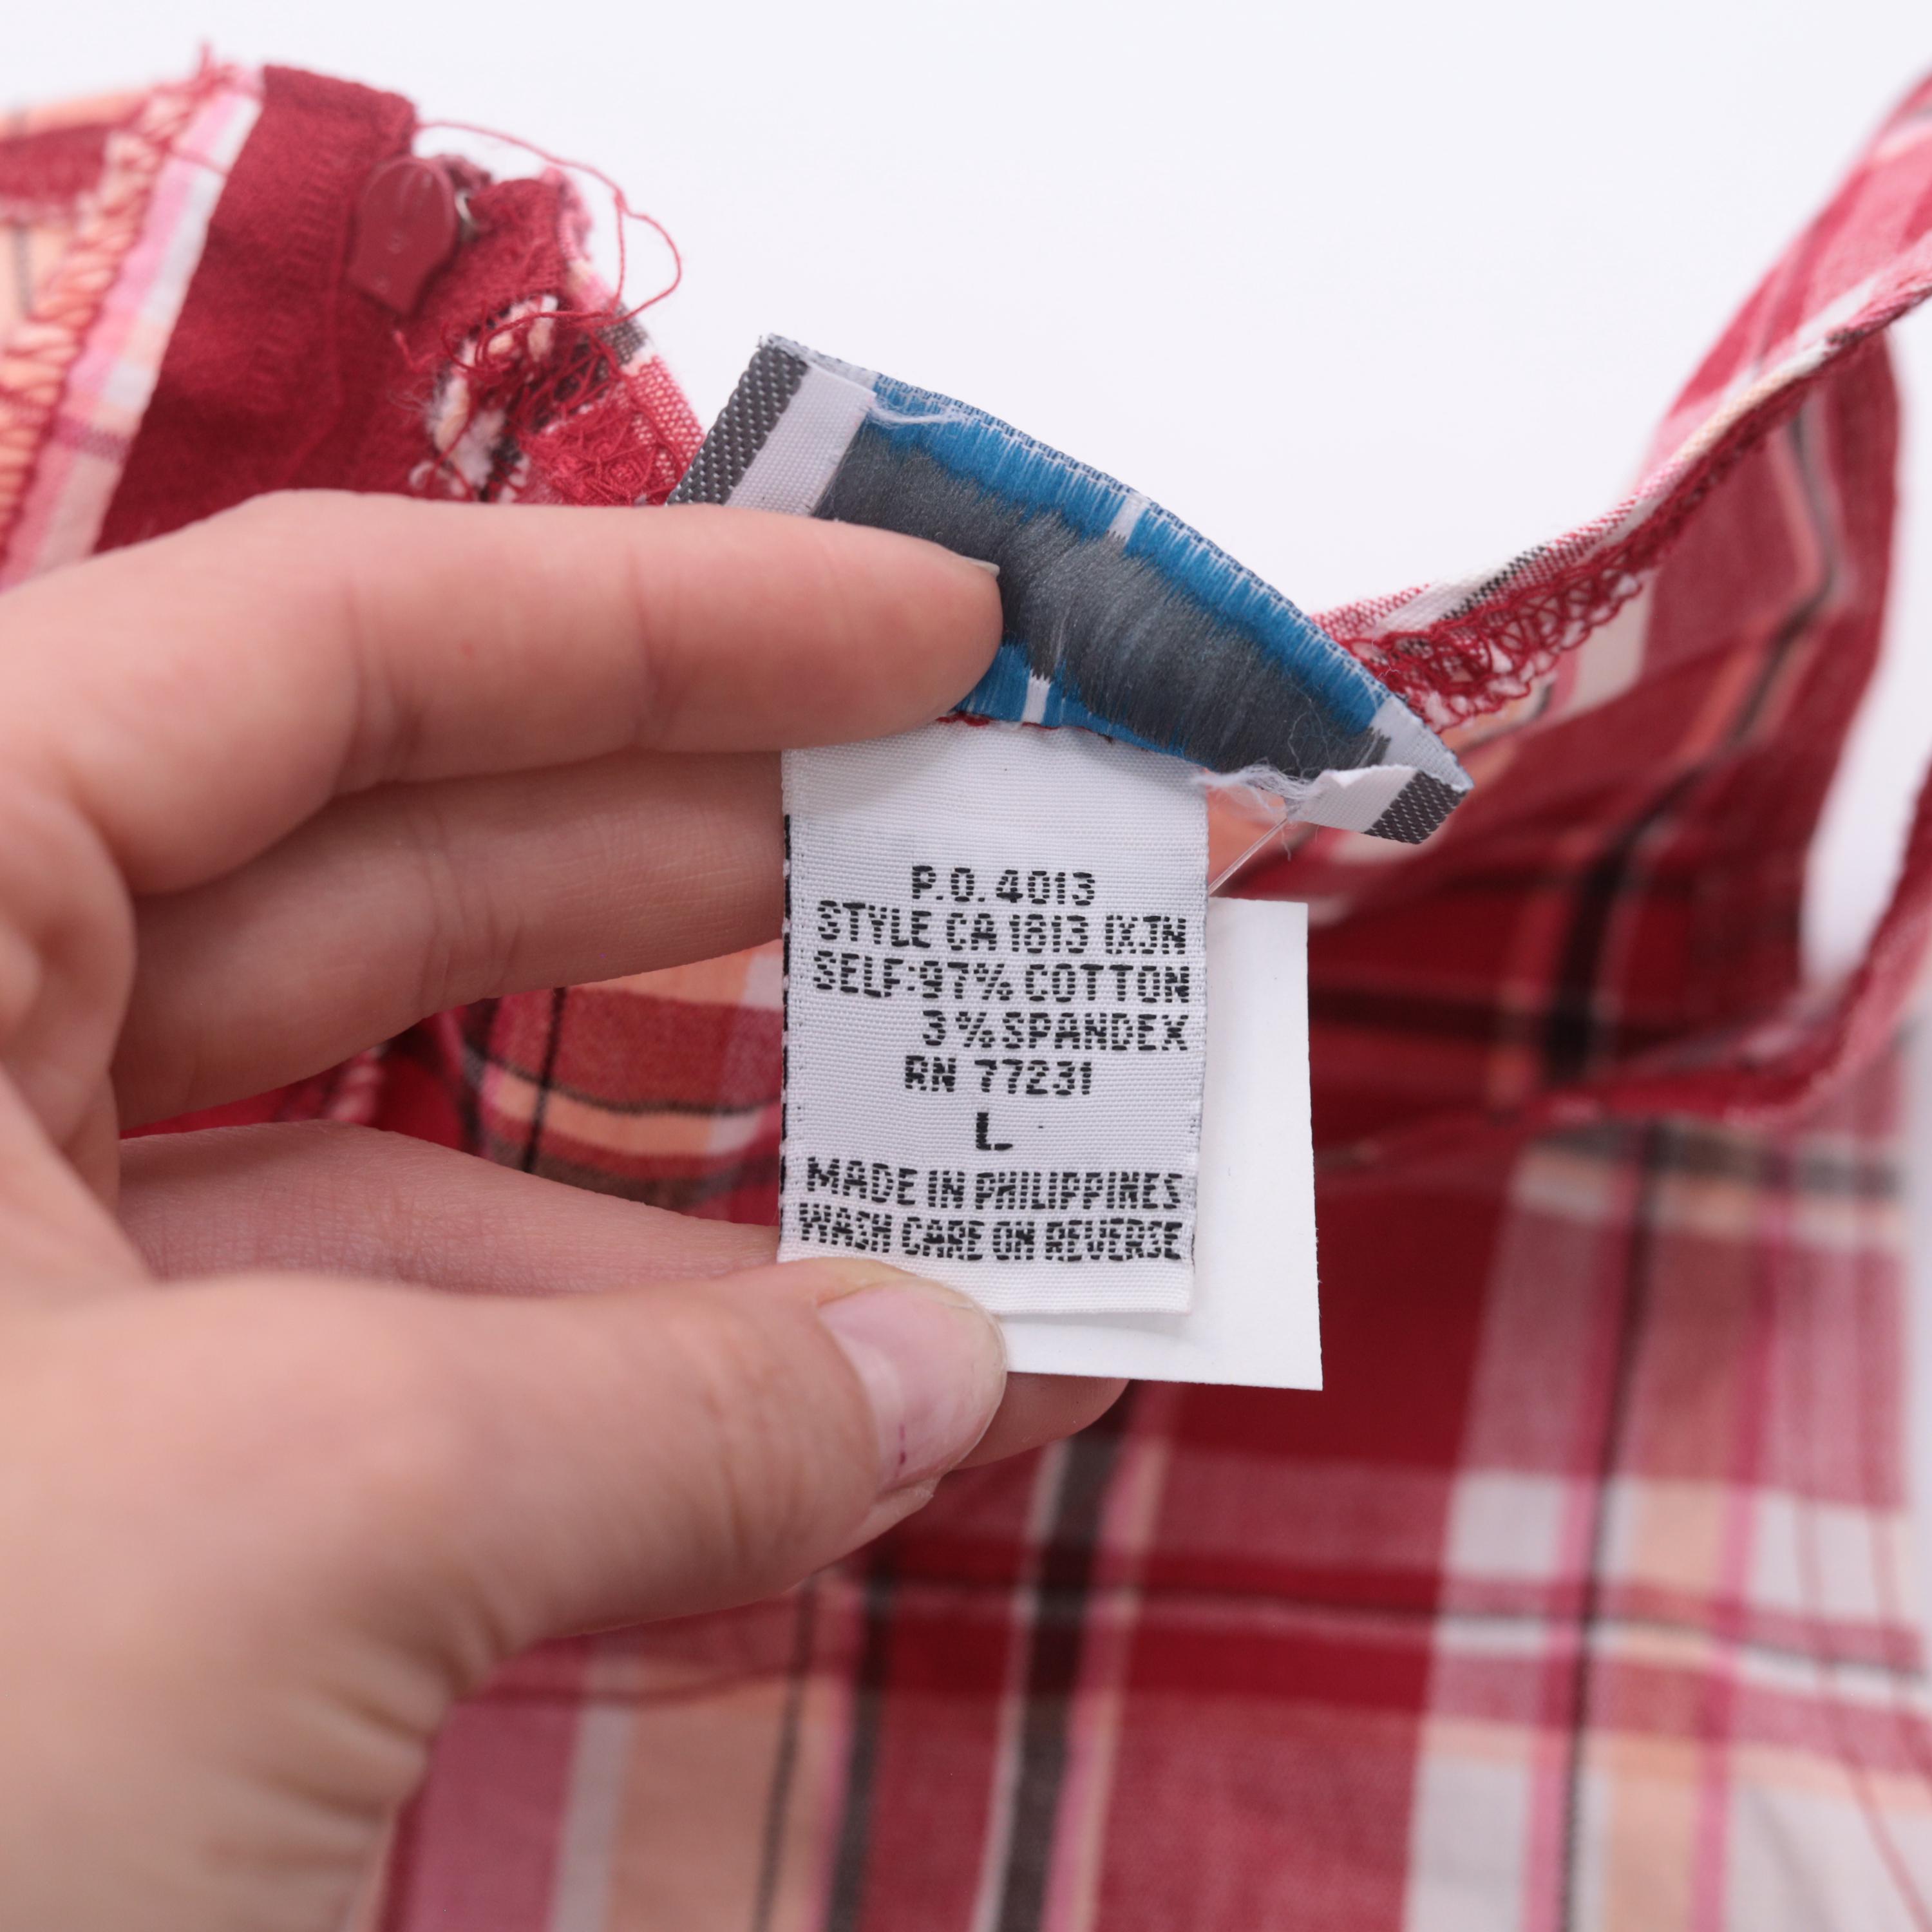 P.O. 4013
STYLE CA 1813 IXJN
SELF:97% COTTON
3%SPANDEX
RN 77231
L
MADE IN PHILIPPINES
WASH CARE ON REVERSE